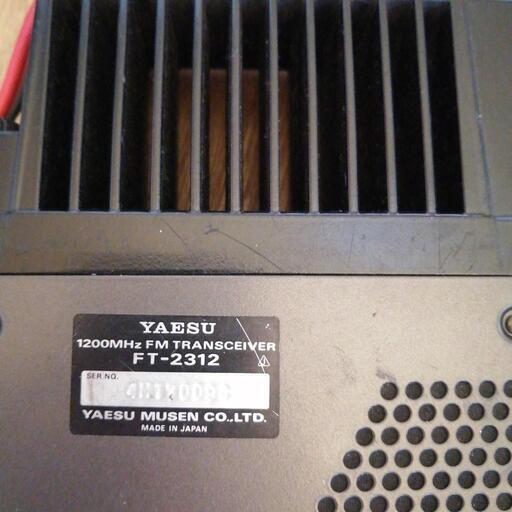 YAESU
1200MHz FM TRANSCEIVER
FT-2312
SER.NO.
YAESU MUSEN CO.,LTD.
MADE IN JAPAN